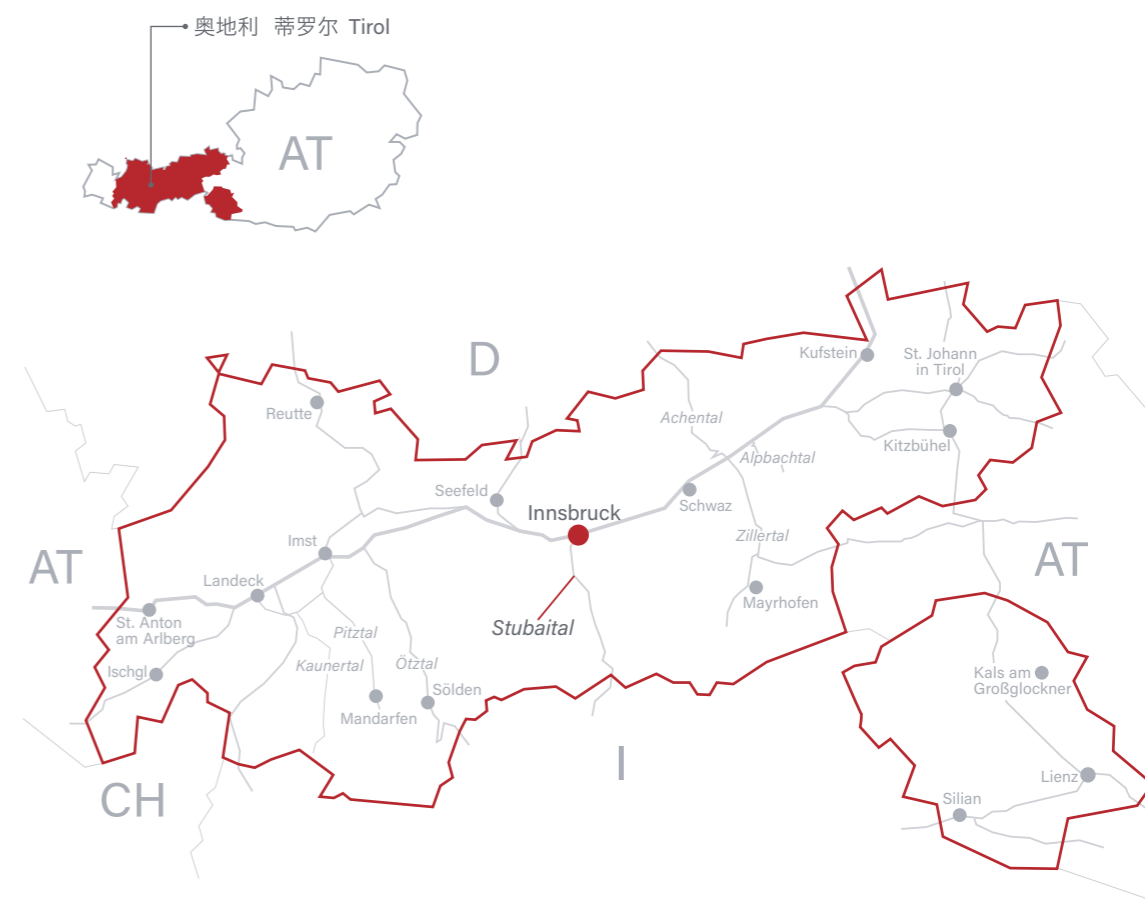 奥地利 蒂罗尔 Tirol
AT
D
Kufstein
St. Johann
in Tirol
Reutte
Achental
Kitzbühel
Alpbachtal
Seefeld
Schwaz
Innsbruck
Imst
Zillertal
AT
AT
Landeck
Mayrhofen
St. Anton
am Arlberg
Stubaital
Pitztal
Kaunertal
Ötztal
Ischgl
Sölden
Mandarfen
Kals am
Großglockner
I
CH
Lienz
Silian